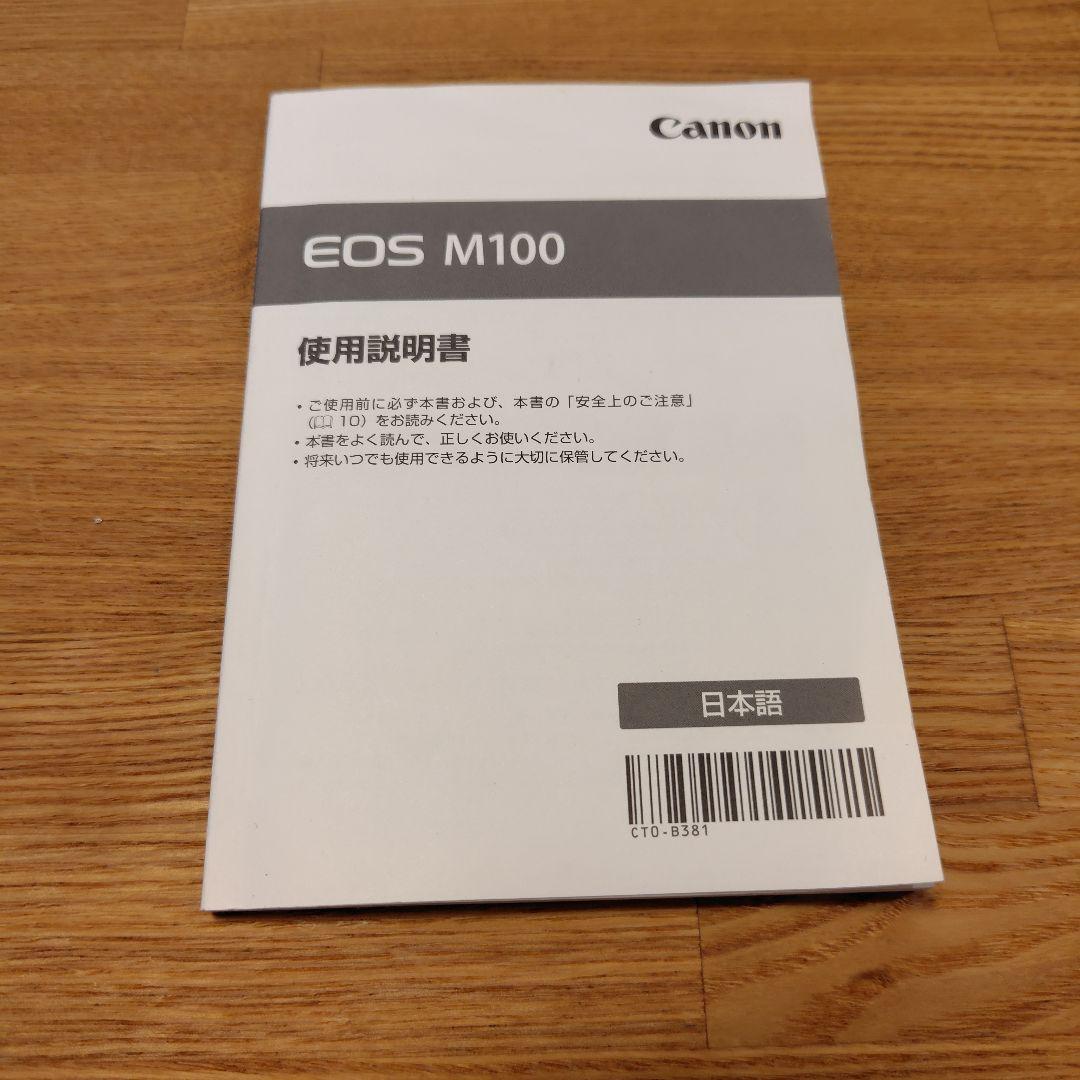 Canon
EOS M100
使用説明書
• ご使用前に必ず本書および、本書の「安全上のご注意」
(📖 10) をお読みください。
• 本書をよく読んで、正しくお使いください。
• 将来いつでも使用できるように大切に保管してください。
日本語
CT0-B381